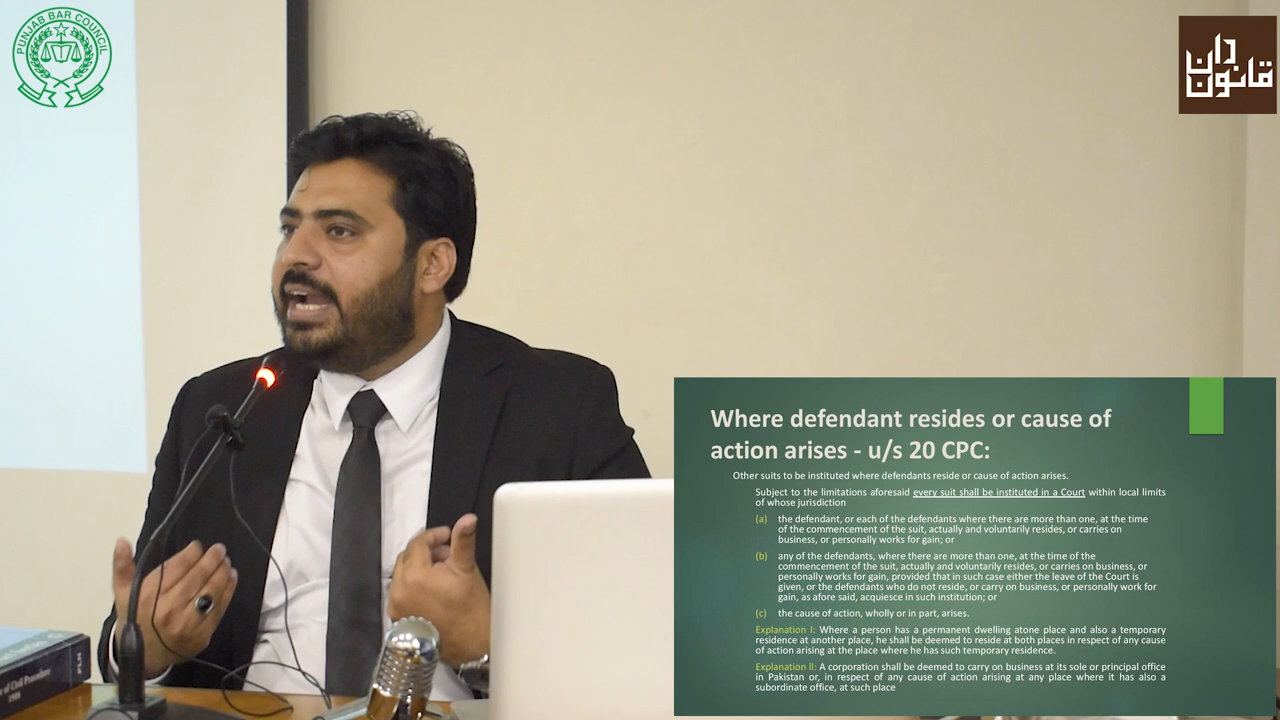 PUNJAB BAR COUNCIL
قانون دان
Where defendant resides or cause of
action arises - u/s 20 CPC:
Other suits to be instituted where defendants reside or cause of action arises.
Subject to the limitations aforesaid every suit shall be instituted in a Court within local limits
of whose jurisdiction
(a) the defendant, or each of the defendants where there are more than one, at the time
of the commencement of the suit, actually and voluntarily resides, or carries on
business, or personally works for gain; or
(b) any of the defendants, where there are more than one, at the time of the
commencement of the suit, actually and voluntarily resides, or carries on business, or
personally works for gain, provided that in such case either the leave of the Court is
given, or the defendants who do not reside, or carry on business, or personally work for
gain, as afore said, acquiesce in such institution; or
(c) the cause of action, wholly or in part, arises.
Explanation I: Where a person has a permanent dwelling atone place and also a temporary
residence at another place, he shall be deemed to reside at both places in respect of any cause
of action arising at the place where he has such temporary residence.
Explanation II: A corporation shall be deemed to carry on business at its sole or principal office
in Pakistan or, in respect of any cause of action arising at any place where it has also a
subordinate office, at such place
of Civil Procedure
1908
PLN